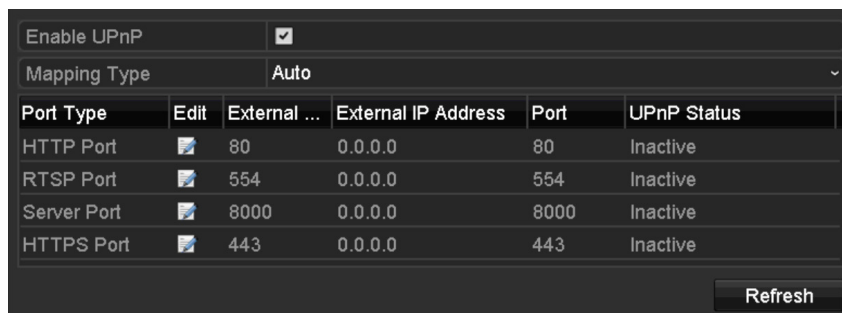 Enable UPnP
Mapping Type Auto
Port Type Edit External ... External IP Address Port UPnP Status
HTTP Port 80 0.0.0.0 80 Inactive
RTSP Port 554 0.0.0.0 554 Inactive
Server Port 8000 0.0.0.0 8000 Inactive
HTTPS Port 443 0.0.0.0 443 Inactive
Refresh